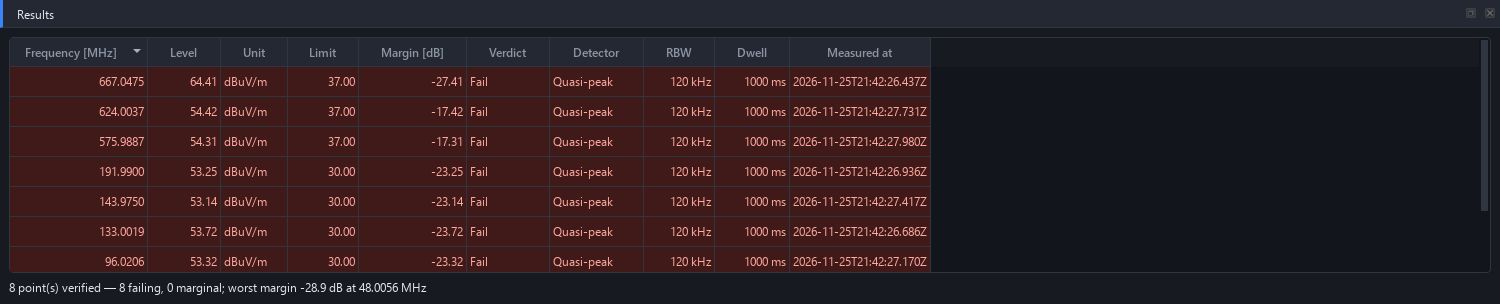 Results
Frequency [MHz] Level Unit Limit Margin [dB] Verdict Detector RBW Dwell Measured at
667.0475 64.41 dBuV/m 37.00 -27.41 Fail Quasi-peak 120 kHz 1000 ms 2026-11-25T21:42:26.437Z
624.0037 54.42 dBuV/m 37.00 -17.42 Fail Quasi-peak 120 kHz 1000 ms 2026-11-25T21:42:27.731Z
575.9887 54.31 dBuV/m 37.00 -17.31 Fail Quasi-peak 120 kHz 1000 ms 2026-11-25T21:42:27.980Z
191.9900 53.25 dBuV/m 30.00 -23.25 Fail Quasi-peak 120 kHz 1000 ms 2026-11-25T21:42:26.936Z
143.9750 53.14 dBuV/m 30.00 -23.14 Fail Quasi-peak 120 kHz 1000 ms 2026-11-25T21:42:27.417Z
133.0019 53.72 dBuV/m 30.00 -23.72 Fail Quasi-peak 120 kHz 1000 ms 2026-11-25T21:42:26.686Z
96.0206 53.32 dBuV/m 30.00 -23.32 Fail Quasi-peak 120 kHz 1000 ms 2026-11-25T21:42:27.170Z
8 point(s) verified — 8 failing, 0 marginal; worst margin -28.9 dB at 48.0056 MHz